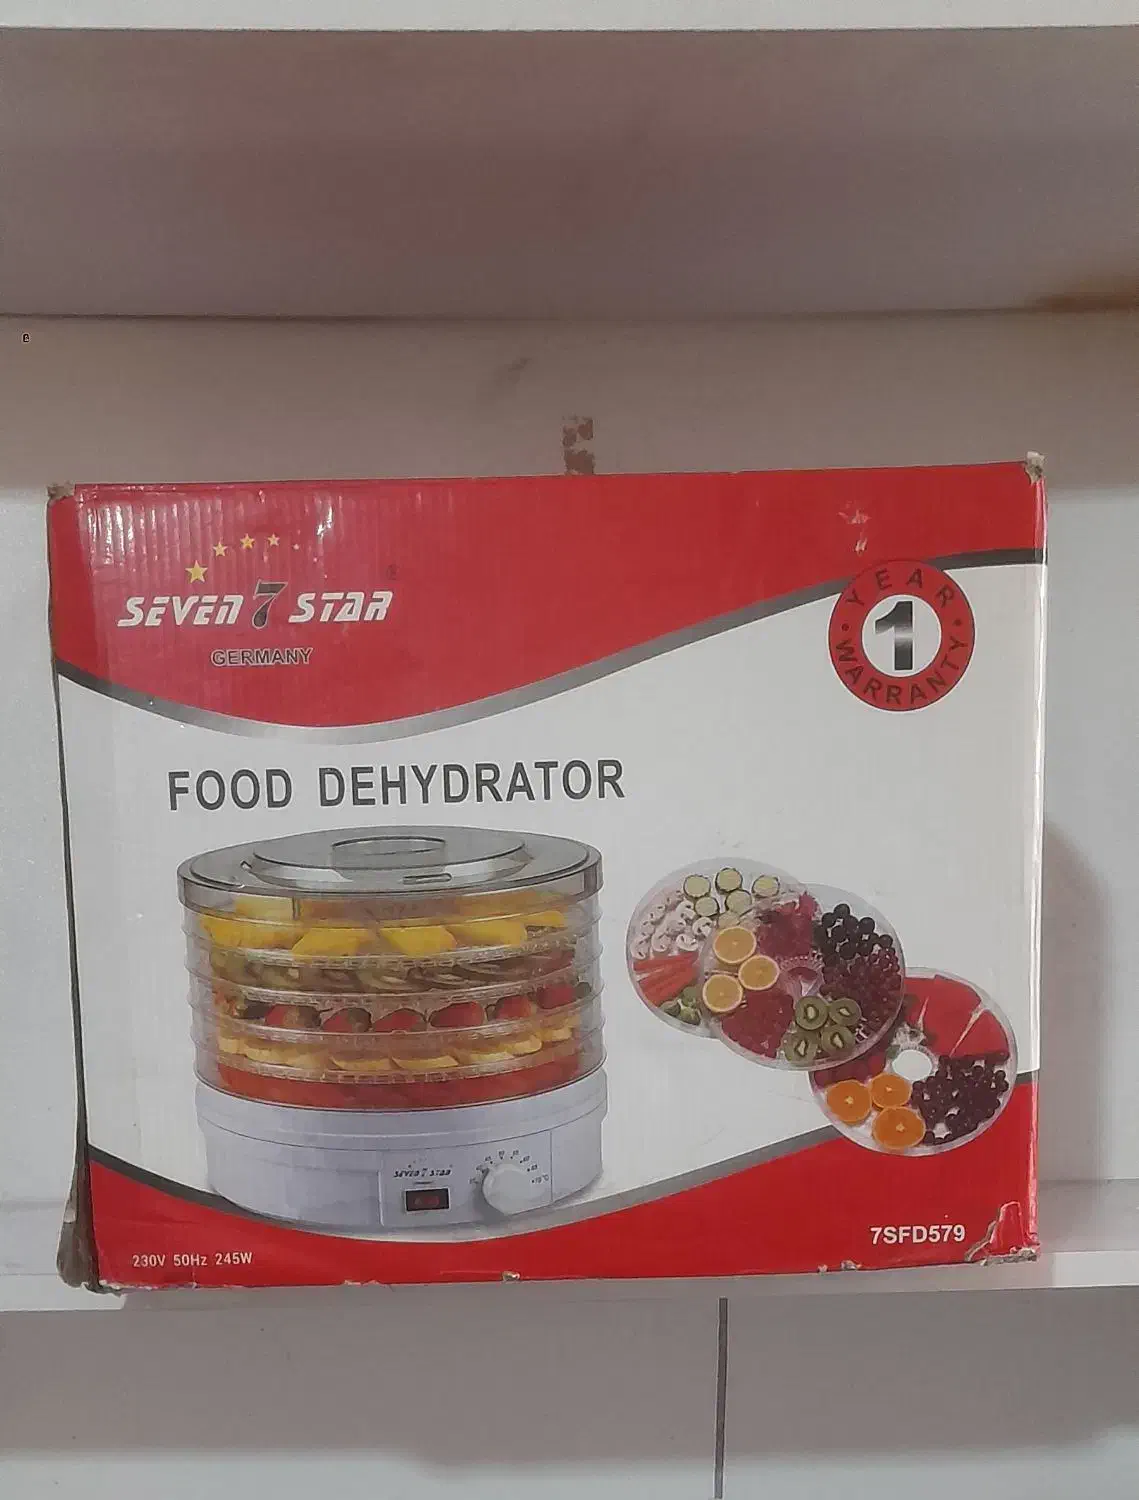 SEVEN 7 STAR®
GERMANY
YEAR
1
WARRANTY
FOOD DEHYDRATOR
SEVEN 7 STAR
7SFD579
230V 50Hz 245W